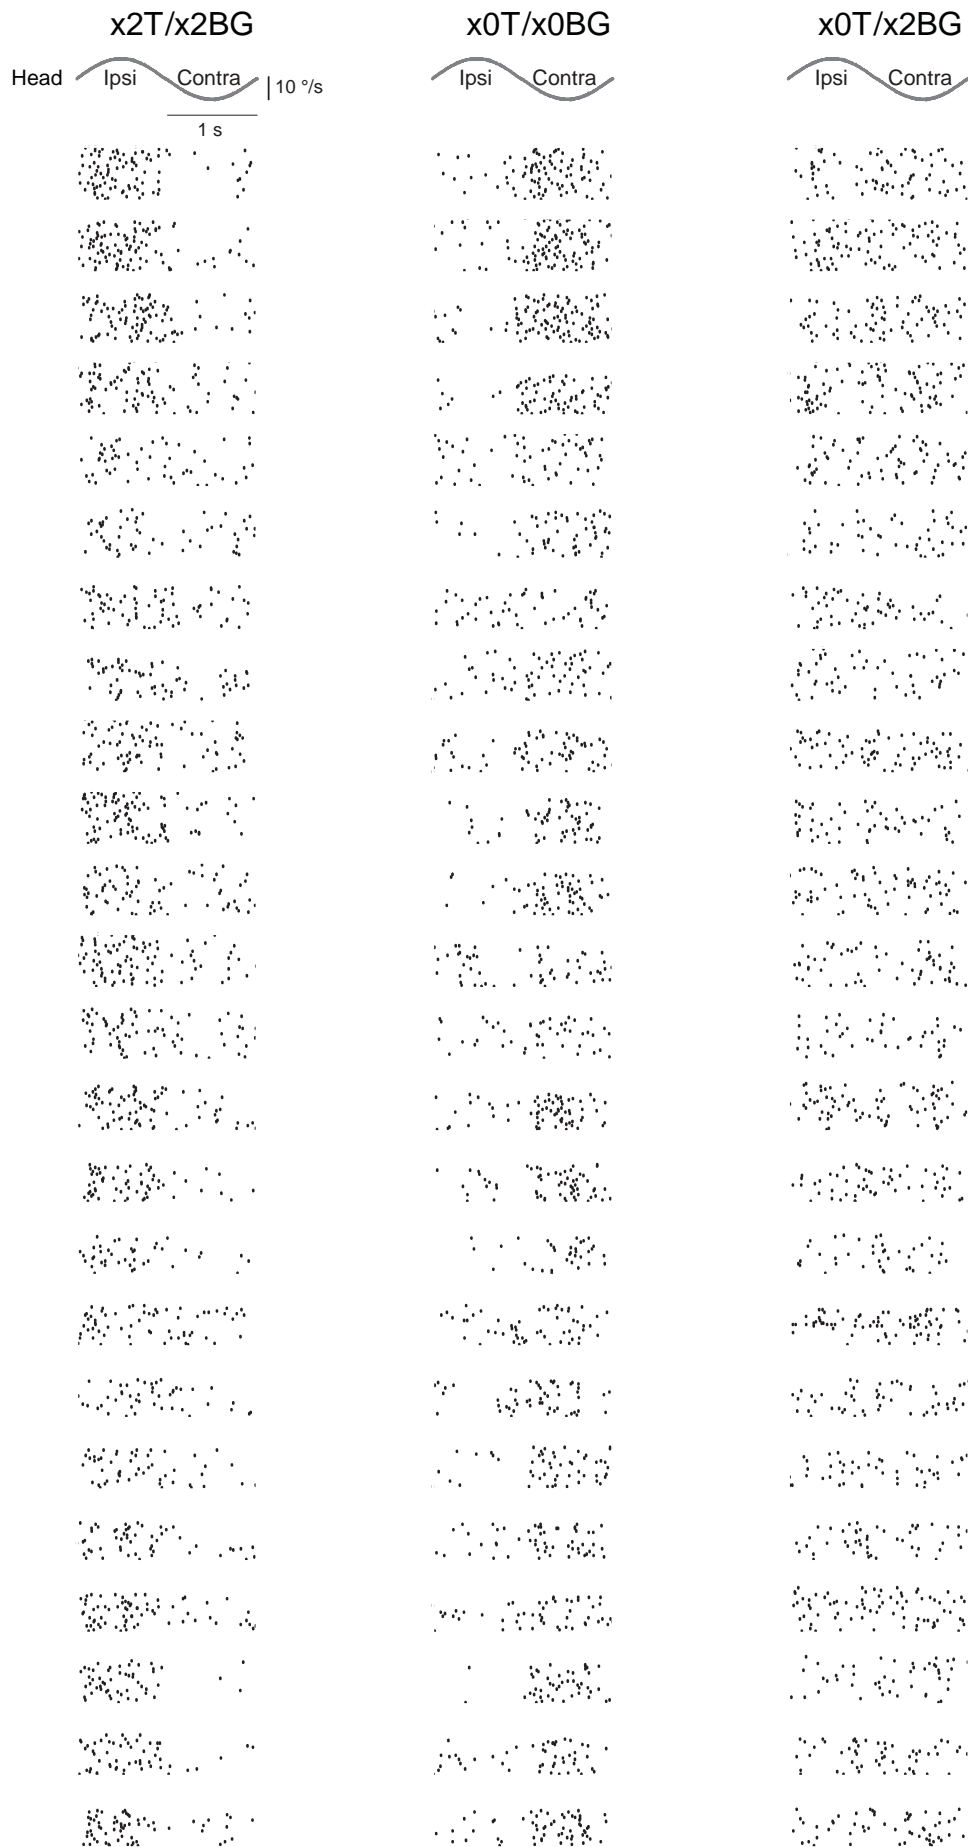 x2T/x2BG x0T/x0BG x0T/x2BG
Head Ipsi Contra 10 °/s Ipsi Contra Ipsi Contra
1 s